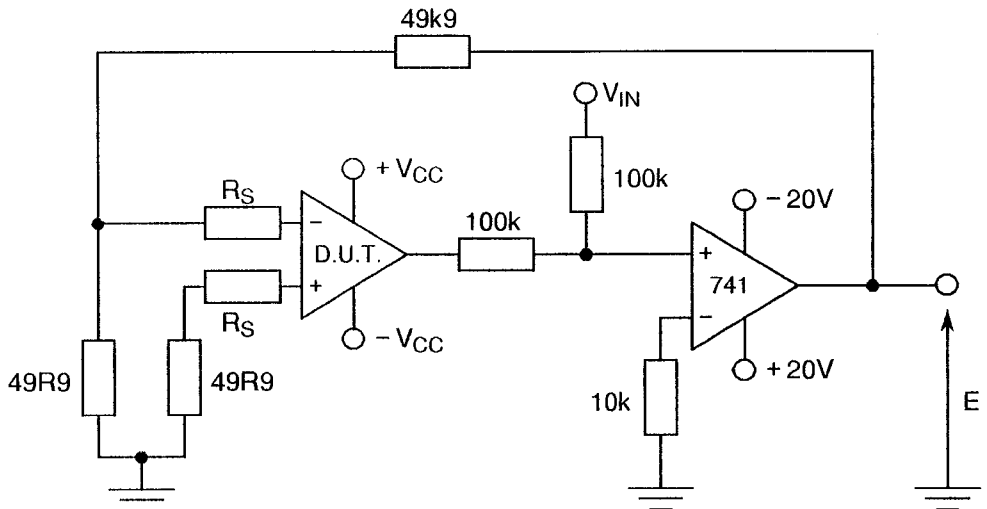 49k9
V_IN
+ V_CC
100k
R_S
− 20V
100k
−
D.U.T.
+
+
741
−
R_S
− V_CC
49R9
49R9
+ 20V
10k
E